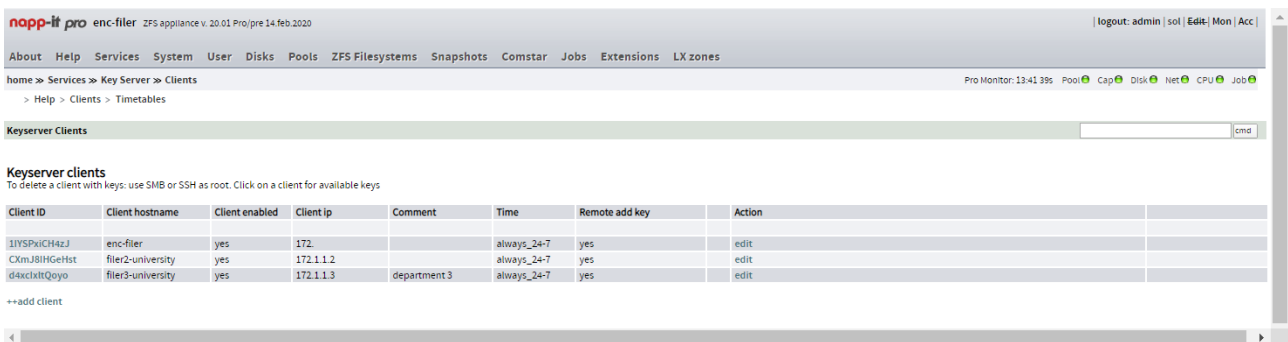 napp-it pro enc-filer ZFS appliance v. 20.01 Pro/pre 14.feb.2020 | logout: admin | sol | Edit | Mon | Acc |
About Help Services System User Disks Pools ZFS Filesystems Snapshots Comstar Jobs Extensions LX zones
home >> Services >> Key Server >> Clients Pro Monitor: 13:41 39s Pool Cap Disk Net CPU Job
> Help > Clients > Timetables
Keyserver Clients cmd
Keyserver clients
To delete a client with keys: use SMB or SSH as root. Click on a client for available keys
Client ID Client hostname Client enabled Client ip Comment Time Remote add key Action
1IYSPxiCH4zJ enc-filer yes 172. always_24-7 yes edit
CXmJ8IHGeHst filer2-university yes 172.1.1.2 always_24-7 yes edit
d4xcIxltQoyo filer3-university yes 172.1.1.3 department 3 always_24-7 yes edit
++add client